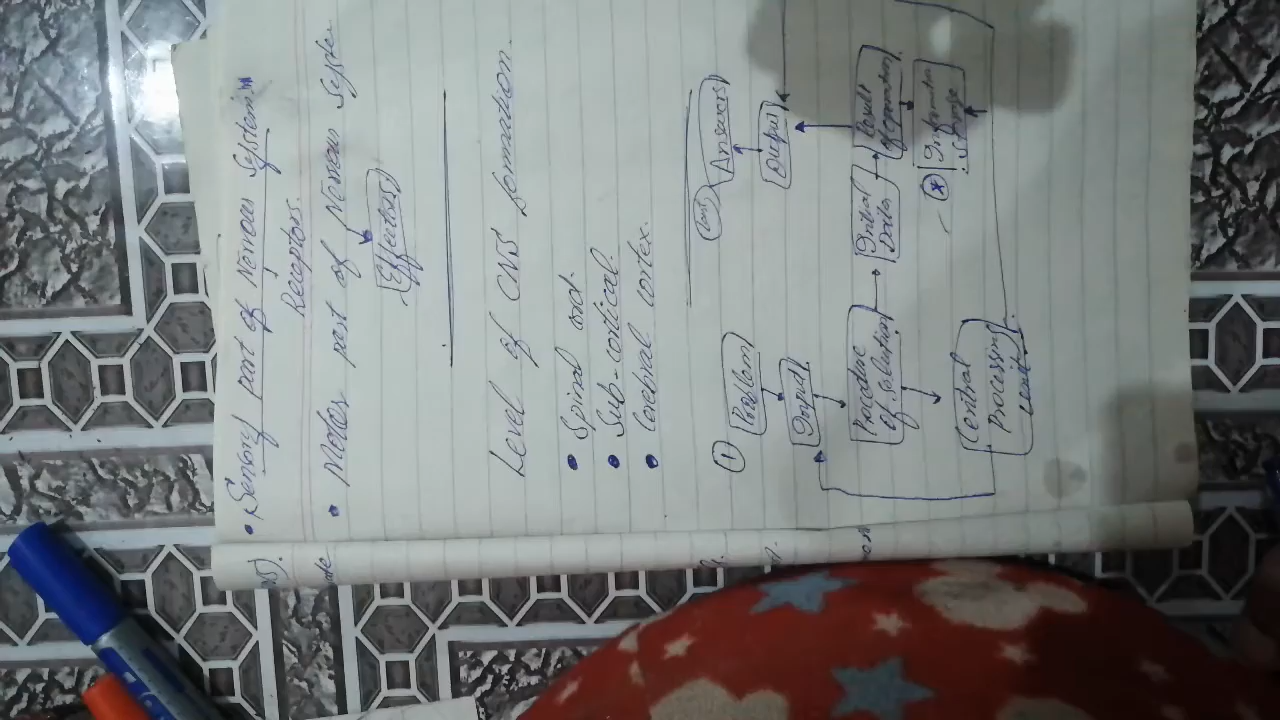 • Sensory part of Nervous System
Receptors.
• Motor part of Nervous System
Effectors
Level of CNS formation.
• Spinal cord.
• Sub-cortical.
• Cerebral cortex.
① Problem
Answers
Input
Output
Procedure of Solution
Initial Data
Result of operation
Information storage
Central Processing unit